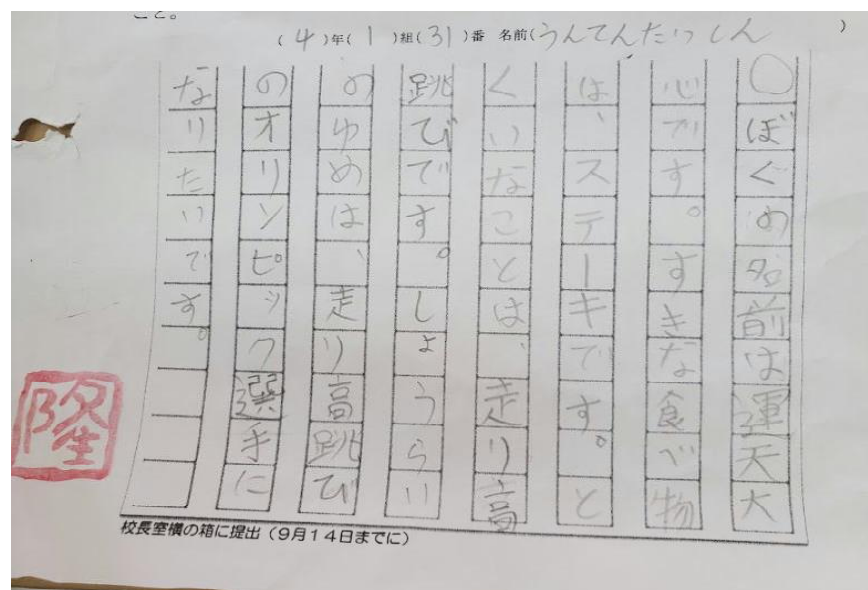 こと。
(4)年(1)組(31)番 名前(うんてんたいしん)
○ぼくの名前は運天大
心です。すきな食べ物
は、ステーキです。と
くいなことは、走り高
跳びです。しょうらい
のゆめは、走り高跳び
のオリンピック選手に
なりたいです。
隆
校長室横の箱に提出(9月14日までに)